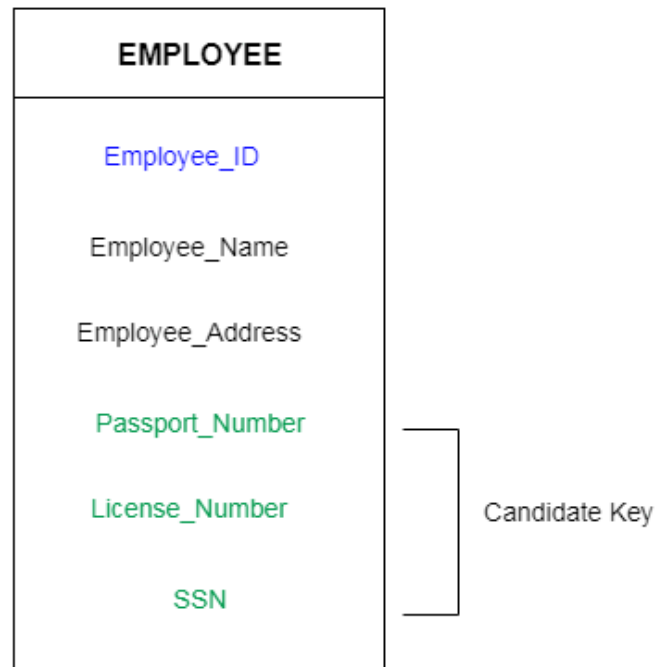 EMPLOYEE
Employee_ID
Employee_Name
Employee_Address
Passport_Number
License_Number
Candidate Key
SSN